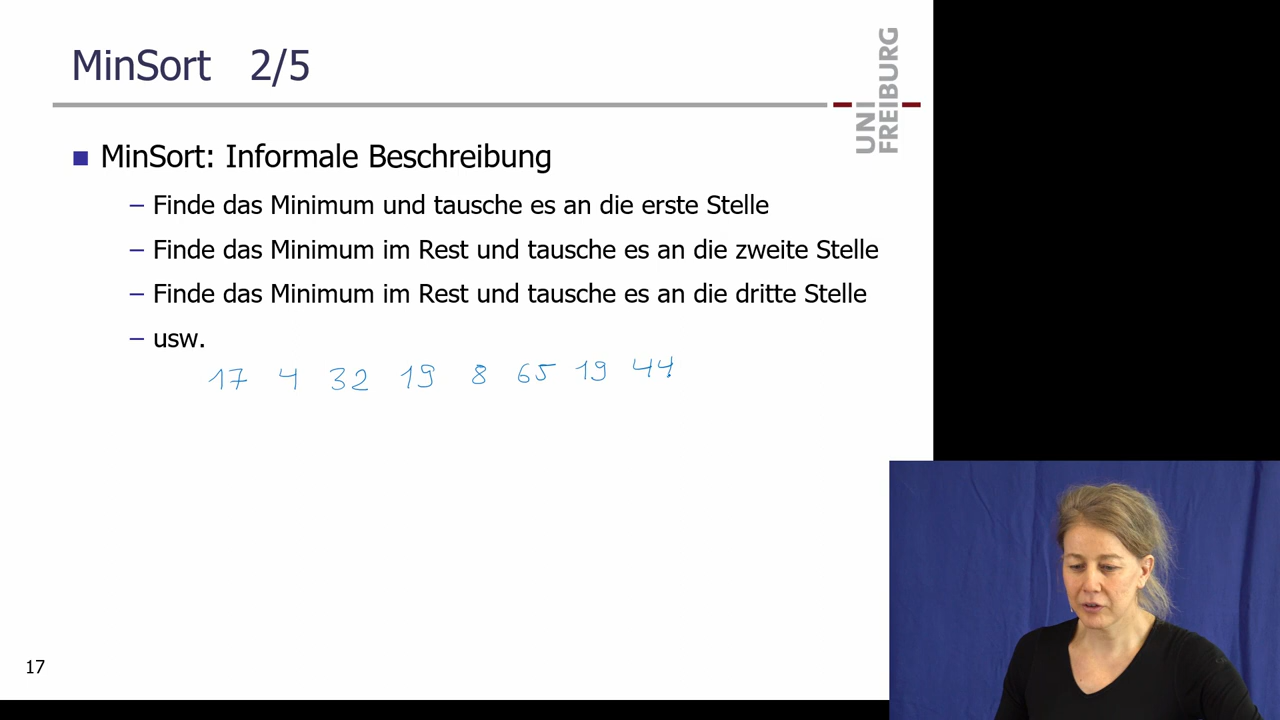 MinSort 2/5
UNI
FREIBURG
MinSort: Informale Beschreibung
– Finde das Minimum und tausche es an die erste Stelle
– Finde das Minimum im Rest und tausche es an die zweite Stelle
– Finde das Minimum im Rest und tausche es an die dritte Stelle
– usw.
17 4 32 19 8 65 19 44
17